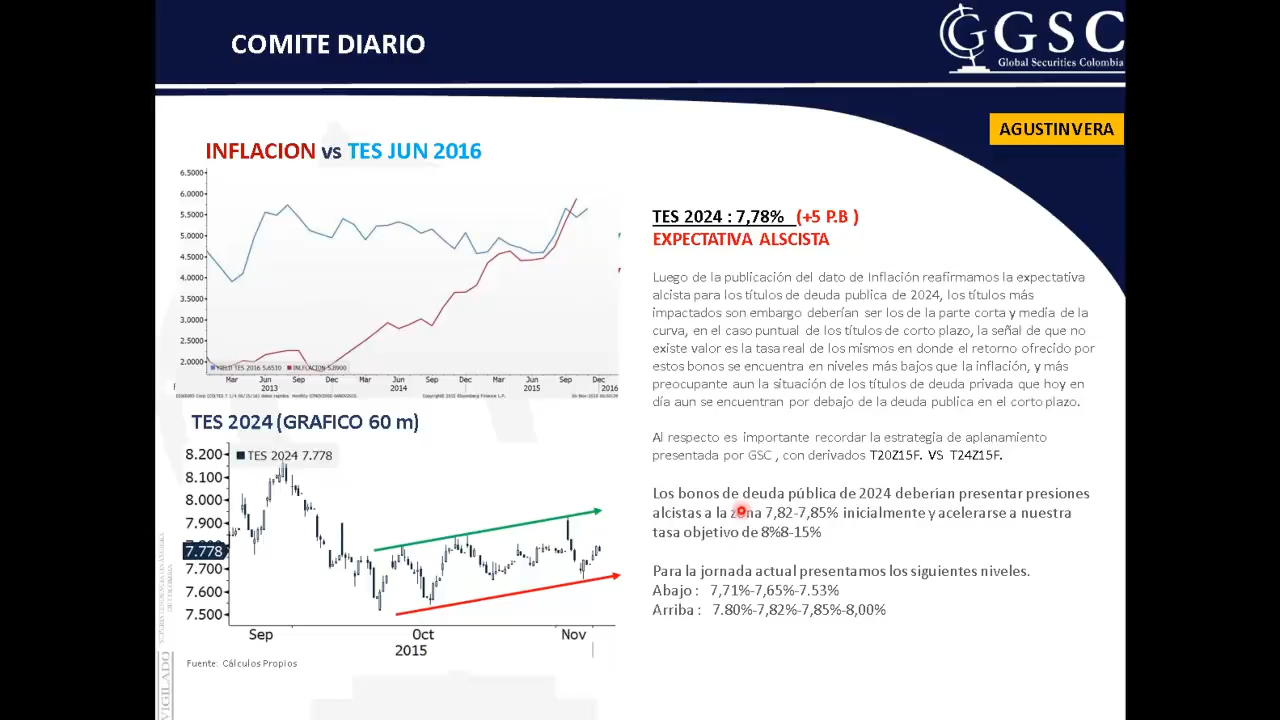 COMITE DIARIO
GGSC
Global Securities Colombia
AGUSTINVERA
INFLACION vs TES JUN 2016
6.5000
6.0000
5.5000
5.0000
4.5000
4.0000
3.5000
3.0000
2.5000
2.0000
YIELD TES 2016 5.6510 INFLACION 5.8900
Mar Jun Sep Dec Mar Jun Sep Dec Mar Jun Sep Dec
2013 2014 2015 2016
TES 2024 : 7,78% (+5 P.B )
EXPECTATIVA ALSCISTA
Luego de la publicación del dato de Inflación reafirmamos la expectativa
alcista para los títulos de deuda publica de 2024, los títulos más
impactados son embargo deberían ser los de la parte corta y media de la
curva, en el caso puntual de los títulos de corto plazo, la señal de que no
existe valor es la tasa real de los mismos en donde el retorno ofrecido por
estos bonos se encuentra en niveles más bajos que la inflación, y más
preocupante aun la situación de los títulos de deuda privada que hoy en
día aun se encuentran por debajo de la deuda publica en el corto plazo.
Al respecto es importante recordar la estrategia de aplanamiento
presentada por GSC , con derivados T20Z15F. VS T24Z15F.
Los bonos de deuda pública de 2024 deberían presentar presiones
alcistas a la zona 7,82-7,85% inicialmente y acelerarse a nuestra
tasa objetivo de 8%8-15%
Para la jornada actual presentamos los siguientes niveles.
Abajo : 7,71%-7,65%-7.53%
Arriba : 7.80%-7,82%-7,85%-8,00%
TES 2024 (GRAFICO 60 m)
TES 2024 7.778
8.200
8.100
8.000
7.900
7.778
7.700
7.600
7.500
Sep Oct Nov
2015
Fuente: Cálculos Propios
VIGILADO